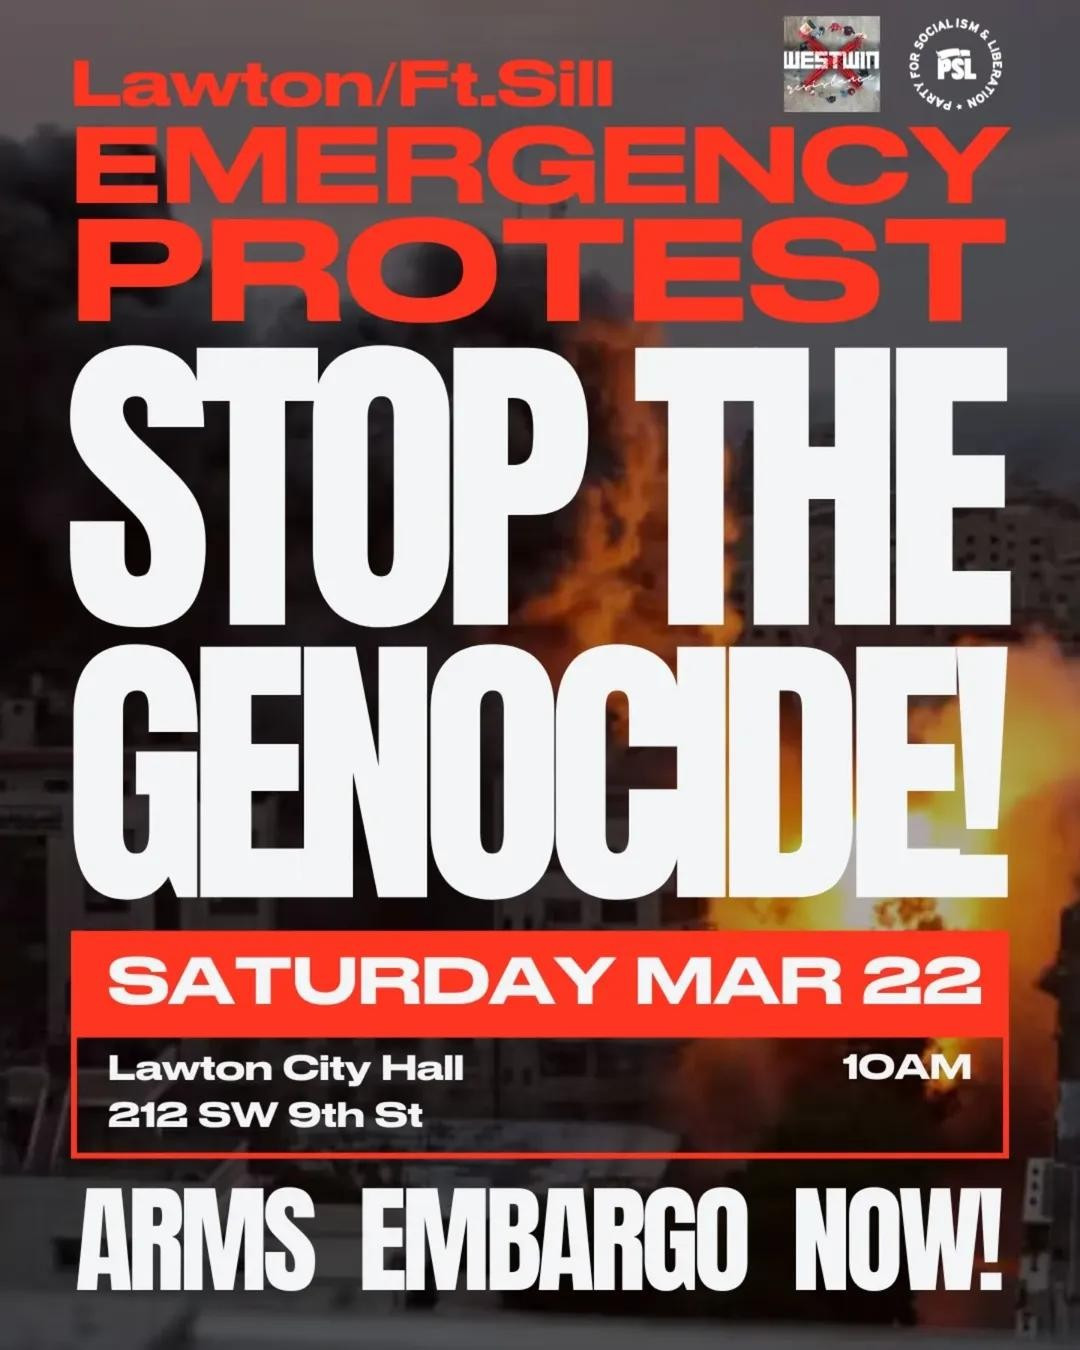 WESTWIN
resistance
PARTY FOR SOCIALISM & LIBERATION
PSL
Lawton/Ft.Sill
EMERGENCY
PROTEST
STOP THE
GENOCIDE!
SATURDAY MAR 22
Lawton City Hall
10AM
212 SW 9th St
ARMS EMBARGO NOW!